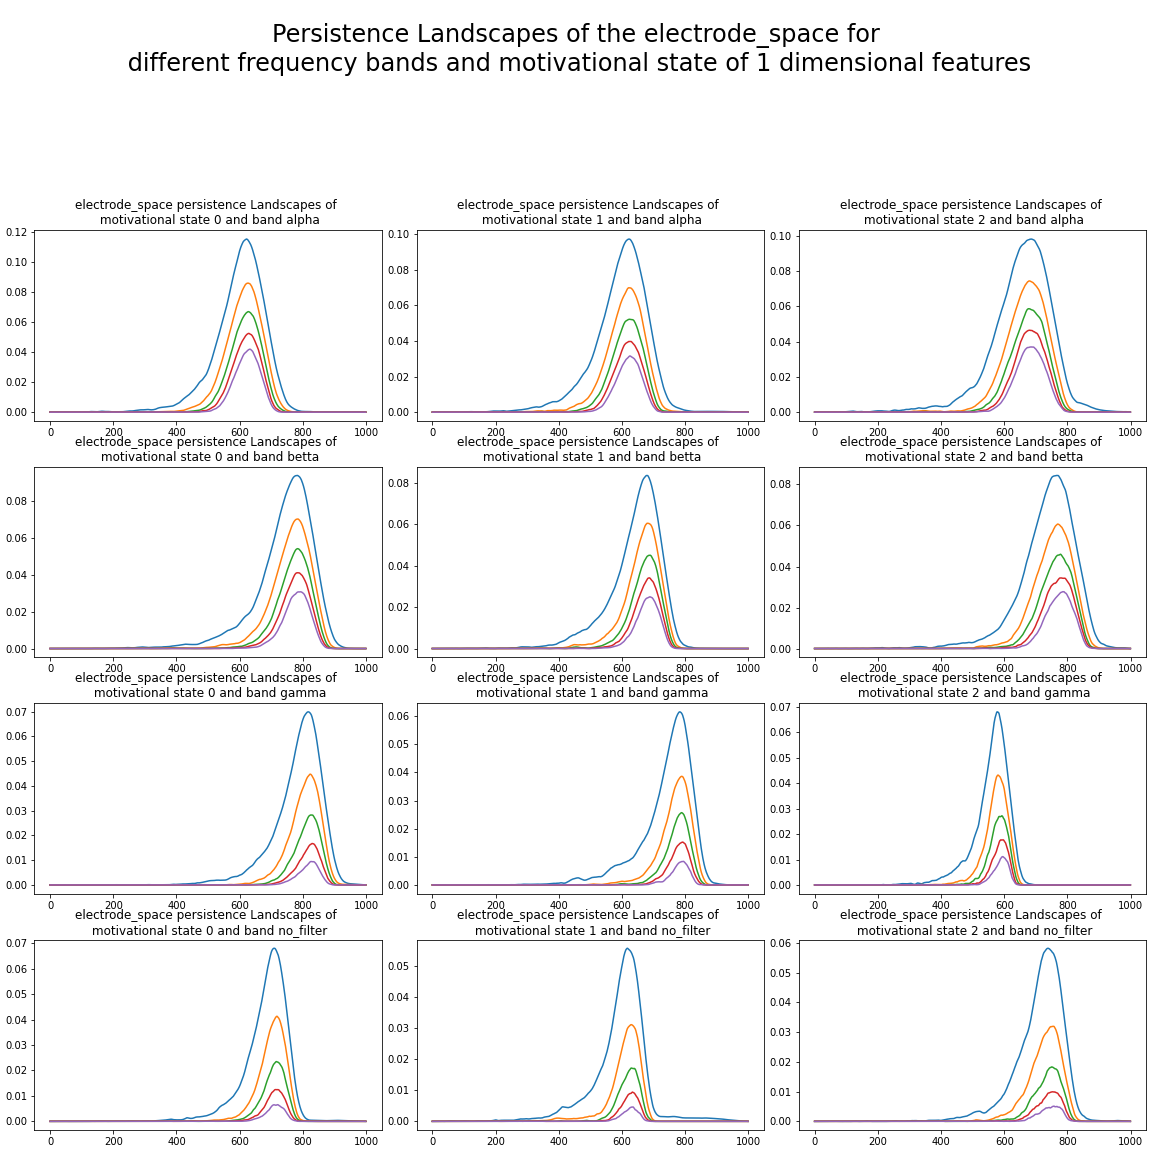 Persistence Landscapes of the electrode_space for
different frequency bands and motivational state of 1 dimensional features
electrode_space persistence Landscapes of
motivational state 0 and band alpha
0.12
0.10
0.08
0.06
0.04
0.02
0.00
0 200 400 600 800 1000
electrode_space persistence Landscapes of
motivational state 1 and band alpha
0.10
0.08
0.06
0.04
0.02
0.00
0 200 400 600 800 1000
electrode_space persistence Landscapes of
motivational state 2 and band alpha
0.10
0.08
0.06
0.04
0.02
0.00
0 200 400 600 800 1000
electrode_space persistence Landscapes of
motivational state 0 and band betta
0.08
0.06
0.04
0.02
0.00
0 200 400 600 800 1000
electrode_space persistence Landscapes of
motivational state 1 and band betta
0.08
0.06
0.04
0.02
0.00
0 200 400 600 800 1000
electrode_space persistence Landscapes of
motivational state 2 and band betta
0.08
0.06
0.04
0.02
0.00
0 200 400 600 800 1000
electrode_space persistence Landscapes of
motivational state 0 and band gamma
0.07
0.06
0.05
0.04
0.03
0.02
0.01
0.00
0 200 400 600 800 1000
electrode_space persistence Landscapes of
motivational state 1 and band gamma
0.06
0.05
0.04
0.03
0.02
0.01
0.00
0 200 400 600 800 1000
electrode_space persistence Landscapes of
motivational state 2 and band gamma
0.07
0.06
0.05
0.04
0.03
0.02
0.01
0.00
0 200 400 600 800 1000
electrode_space persistence Landscapes of
motivational state 0 and band no_filter
0.07
0.06
0.05
0.04
0.03
0.02
0.01
0.00
0 200 400 600 800 1000
electrode_space persistence Landscapes of
motivational state 1 and band no_filter
0.05
0.04
0.03
0.02
0.01
0.00
0 200 400 600 800 1000
electrode_space persistence Landscapes of
motivational state 2 and band no_filter
0.06
0.05
0.04
0.03
0.02
0.01
0.00
0 200 400 600 800 1000